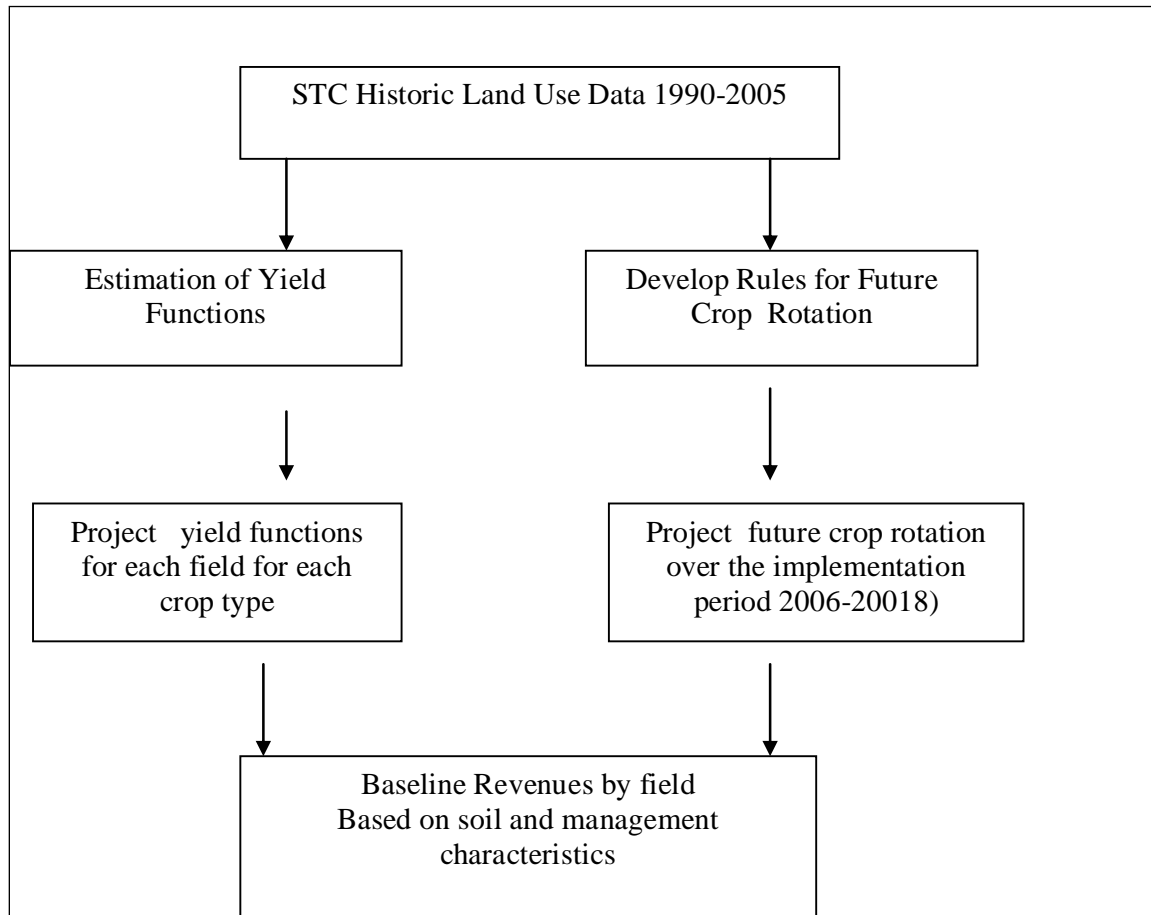 STC Historic Land Use Data 1990-2005
Estimation of Yield
Functions
Develop Rules for Future
Crop Rotation
Project yield functions
for each field for each
crop type
Project future crop rotation
over the implementation
period 2006-20018)
Baseline Revenues by field
Based on soil and management
characteristics